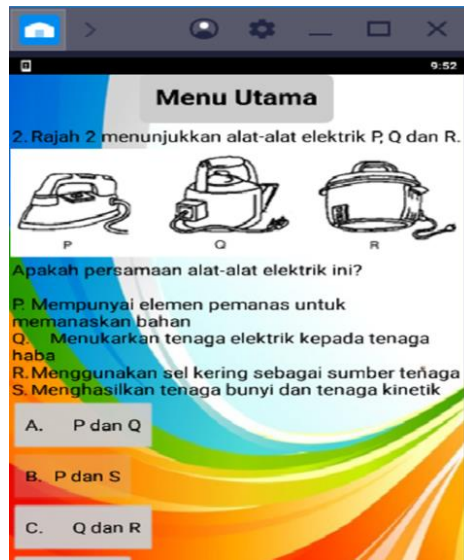 9:52
Menu Utama
2. Rajah 2 menunjukkan alat-alat elektrik P, Q dan R.
P
Q
R
Apakah persamaan alat-alat elektrik ini?
P. Mempunyai elemen pemanas untuk
memanaskan bahan
Q. Menukarkan tenaga elektrik kepada tenaga
haba
R. Menggunakan sel kering sebagai sumber tenaga
S. Menghasilkan tenaga bunyi dan tenaga kinetik
A. P dan Q
B. P dan S
C. Q dan R